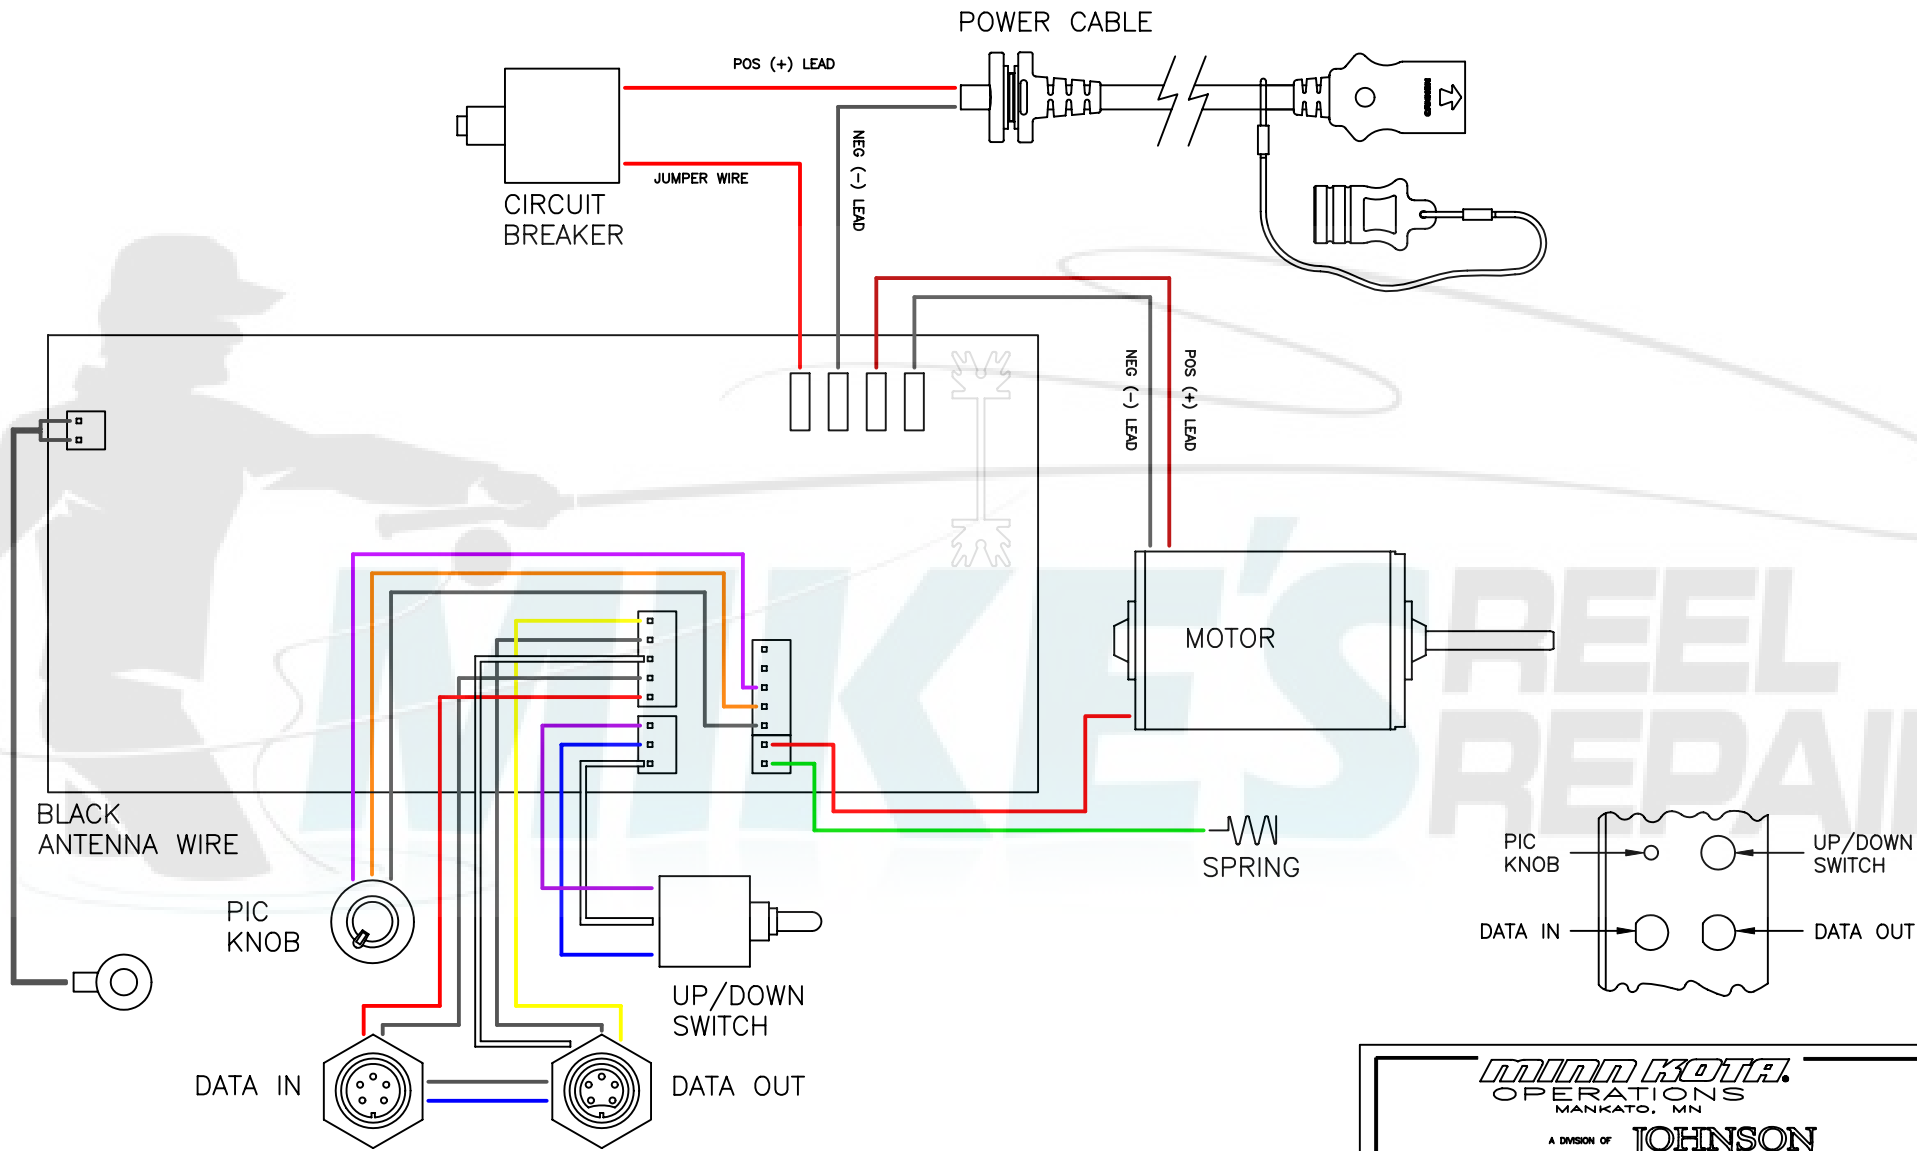 POWER CABLE
POS (+) LEAD
NEG (-) LEAD
JUMPER WIRE
CIRCUIT
BREAKER
NEG (-) LEAD
POS (+) LEAD
MIKE'S
REEL
REPAI
MOTOR
BLACK
ANTENNA WIRE
SPRING
PIC
KNOB
UP/DOWN
SWITCH
DATA IN
DATA OUT
PIC
KNOB
UP/DOWN
SWITCH
DATA IN
DATA OUT
MINN KOTA.
OPERATIONS
MANKATO, MN
A DIVISION OF JOHNSON